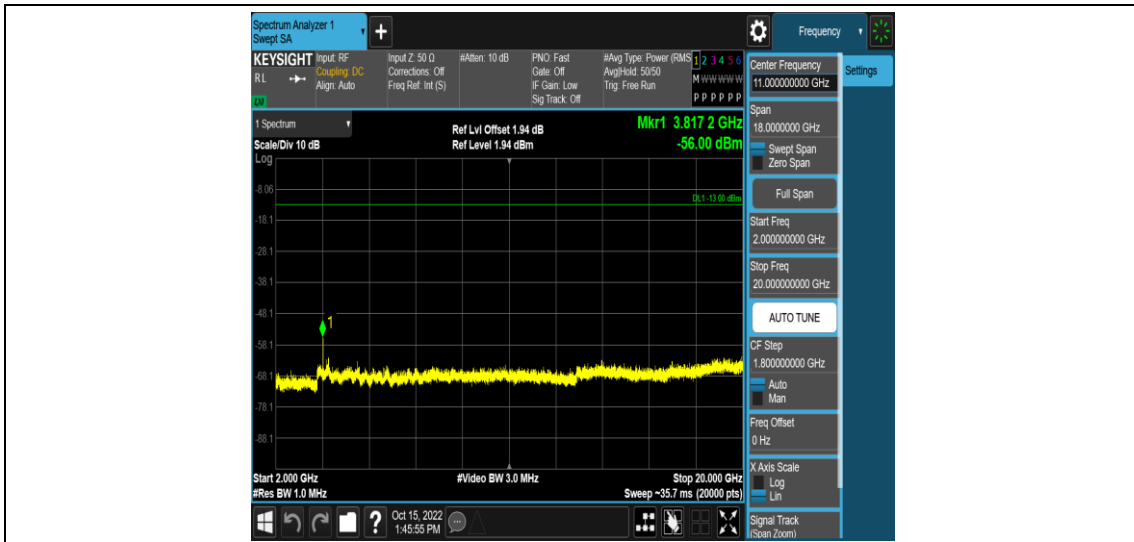 Spectrum Analyzer 1
Swept SA
+
Frequency
KEYSIGHT
RL
LXI
Input: RF
Coupling: DC
Align: Auto
Input Z: 50 Ω
Corrections: Off
Freq Ref: Int (S)
#Atten: 10 dB
PNO: Fast
Gate: Off
IF Gain: Low
Sig Track: Off
#Avg Type: Power (RMS
Avg|Hold: 50/50
Trig: Free Run
1 2 3 4 5 6
M W W W W W
P P P P P P
Center Frequency
11.000000000 GHz
Settings
1 Spectrum
Scale/Div 10 dB
Log
Ref Lvl Offset 1.94 dB
Ref Level 1.94 dBm
Mkr1 3.817 2 GHz
-56.00 dBm
Span
18.0000000 GHz
Swept Span
Zero Span
Full Span
Start Freq
2.000000000 GHz
Stop Freq
20.000000000 GHz
AUTO TUNE
CF Step
1.800000000 GHz
Auto
Man
Freq Offset
0 Hz
X Axis Scale
Log
Lin
Signal Track
(Span Zoom)
-8.06
DL1 -13.00 dBm
-18.1
-28.1
-38.1
-48.1
1
-58.1
-68.1
-78.1
-88.1
Start 2.000 GHz
#Res BW 1.0 MHz
#Video BW 3.0 MHz
Stop 20.000 GHz
Sweep ~35.7 ms (20000 pts)
?
Oct 15, 2022
1:45:55 PM